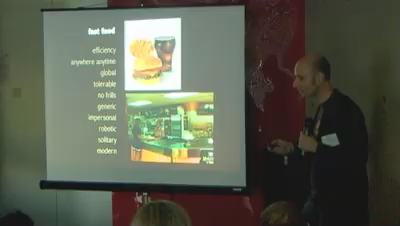 fast food
efficiency
anywhere anytime
global
tolerable
no frills
generic
impersonal
robotic
solitary
modern